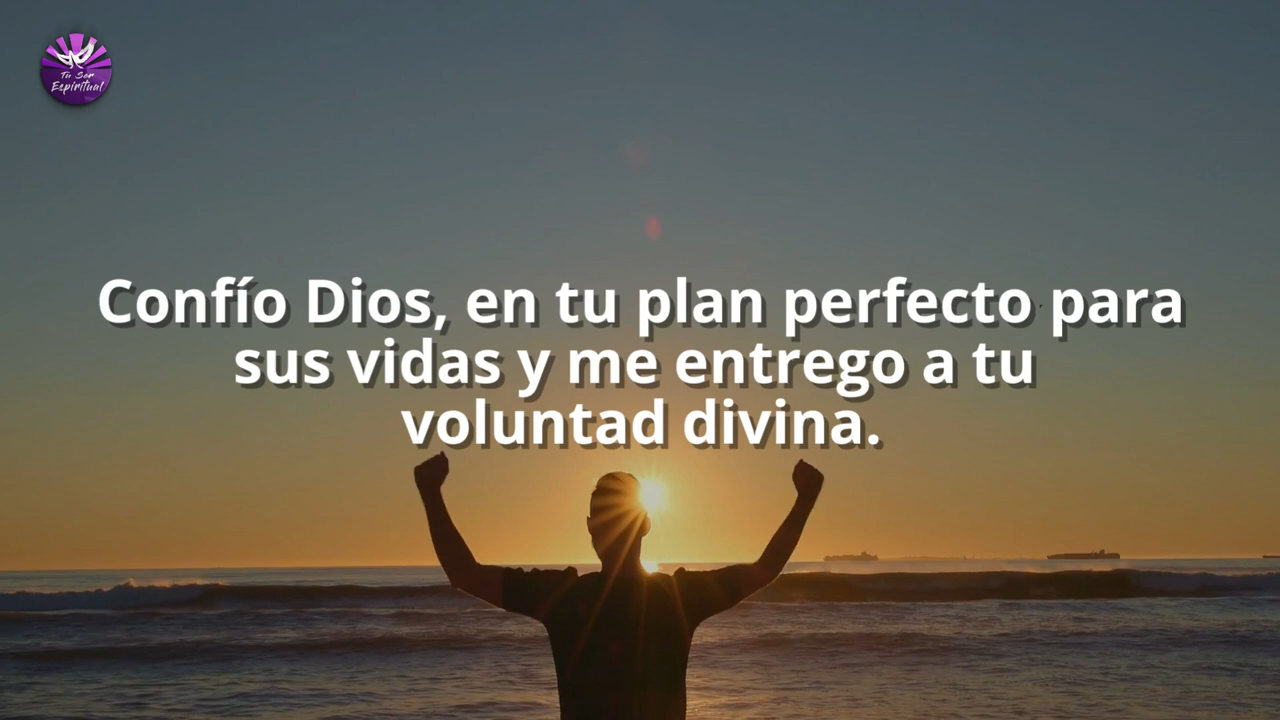 Tu Ser
Espiritual
Confío Dios, en tu plan perfecto para
sus vidas y me entrego a tu
voluntad divina.